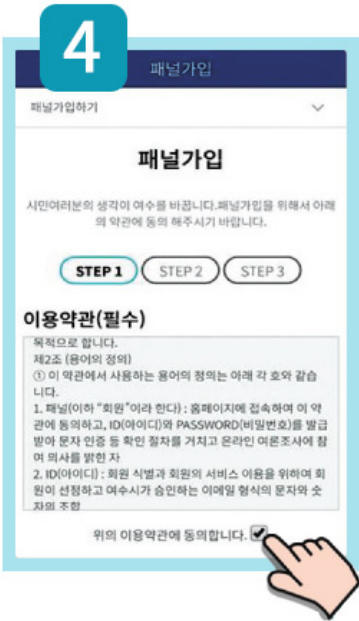 4
패널가입
패널가입하기
패널가입
시민여러분의 생각이 여수를 바꿉니다.패널가입을 위해서 아래
의 약관에 동의 해주시기 바랍니다.
STEP 1 STEP 2 STEP 3
이용약관(필수)
목적으로 합니다.
제2조 (용어의 정의)
① 이 약관에서 사용하는 용어의 정의는 아래 각 호와 같습
니다.
1. 패널(이하 "회원"이라 한다) : 홈페이지에 접속하여 이 약
관에 동의하고, ID(아이디)와 PASSWORD(비밀번호)를 발급
받아 문자 인증 등 확인 절차를 거치고 온라인 여론조사에 참
여 의사를 밝힌 자
2. ID(아이디) : 회원 식별과 회원의 서비스 이용을 위하여 회
원이 선정하고 여수시가 승인하는 이메일 형식의 문자와 숫
자의 조합
위의 이용약관에 동의합니다.